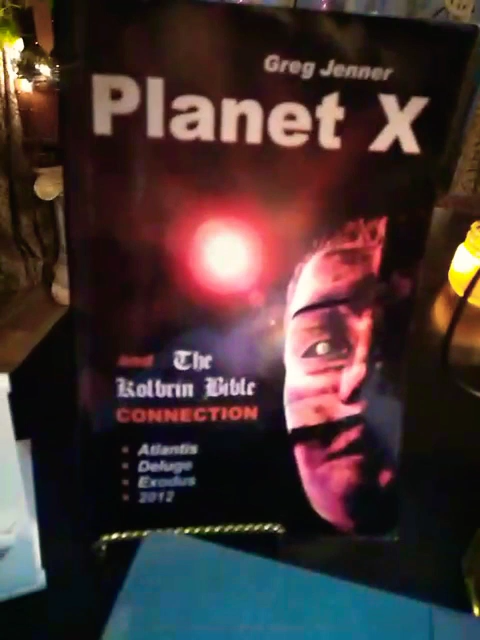 Greg Jenner
Planet X
and The
Kolbrin Bible
CONNECTION
• Atlantis
• Deluge
• Exodus
• 2012